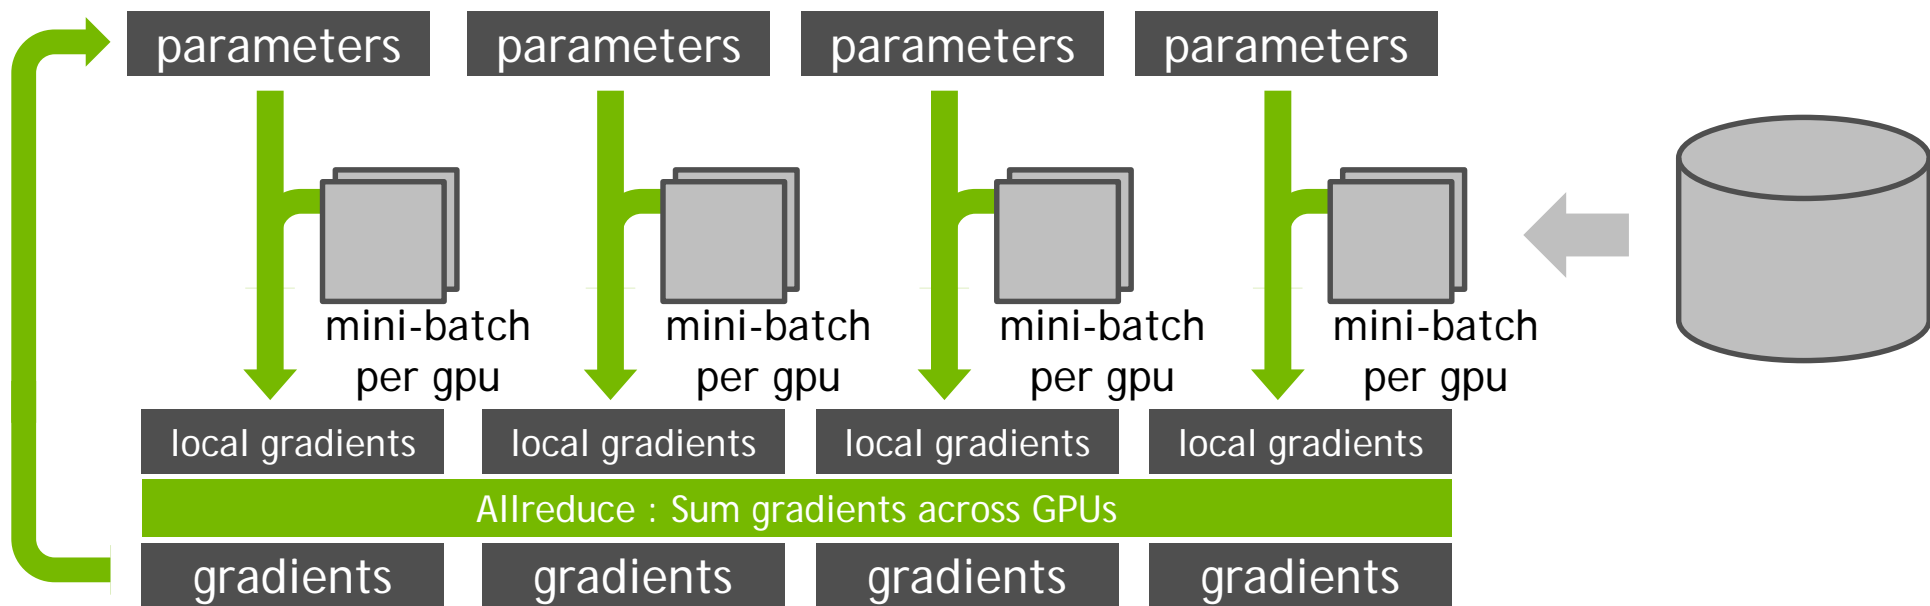 parameters parameters parameters parameters
mini-batch mini-batch mini-batch mini-batch
per gpu per gpu per gpu per gpu
local gradients local gradients local gradients local gradients
Allreduce : Sum gradients across GPUs
gradients gradients gradients gradients